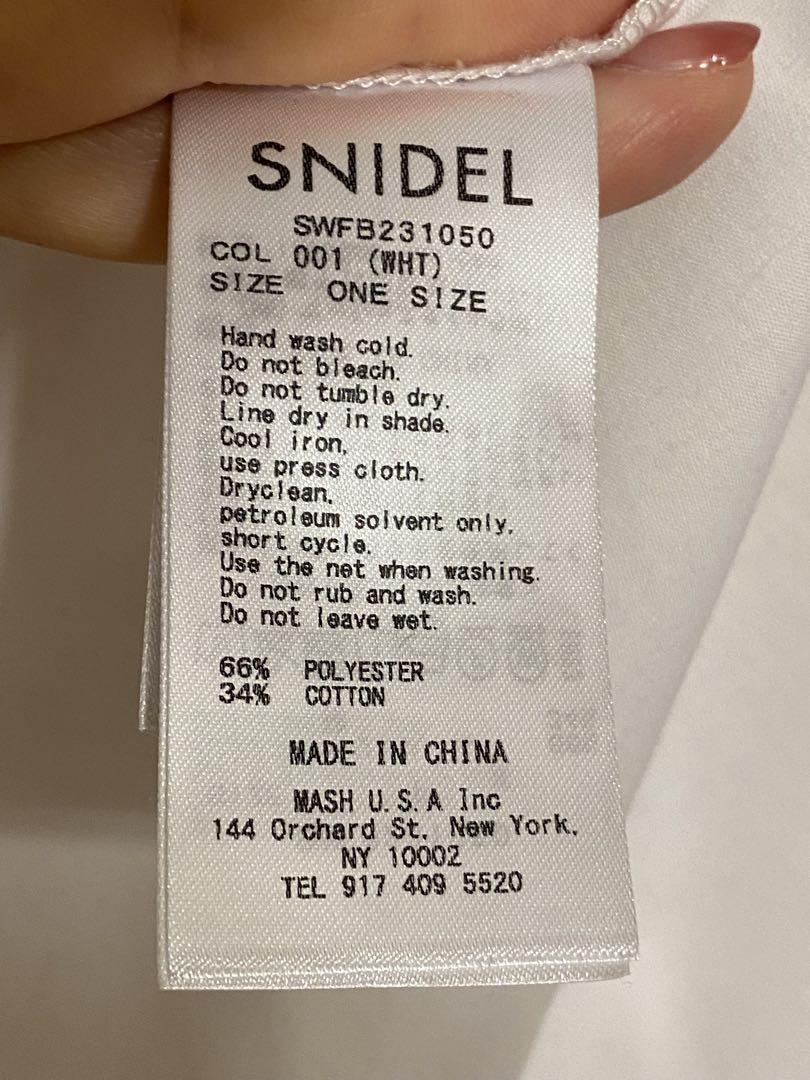 SNIDEL
SWFB231050
COL 001 (WHT)
SIZE ONE SIZE
Hand wash cold.
Do not bleach.
Do not tumble dry.
Line dry in shade.
Cool iron,
use press cloth.
Dryclean,
petroleum solvent only,
short cycle.
Use the net when washing.
Do not rub and wash.
Do not leave wet.
66% POLYESTER
34% COTTON
MADE IN CHINA
MASH U.S.A Inc
144 Orchard St, New York,
NY 10002
TEL 917 409 5520